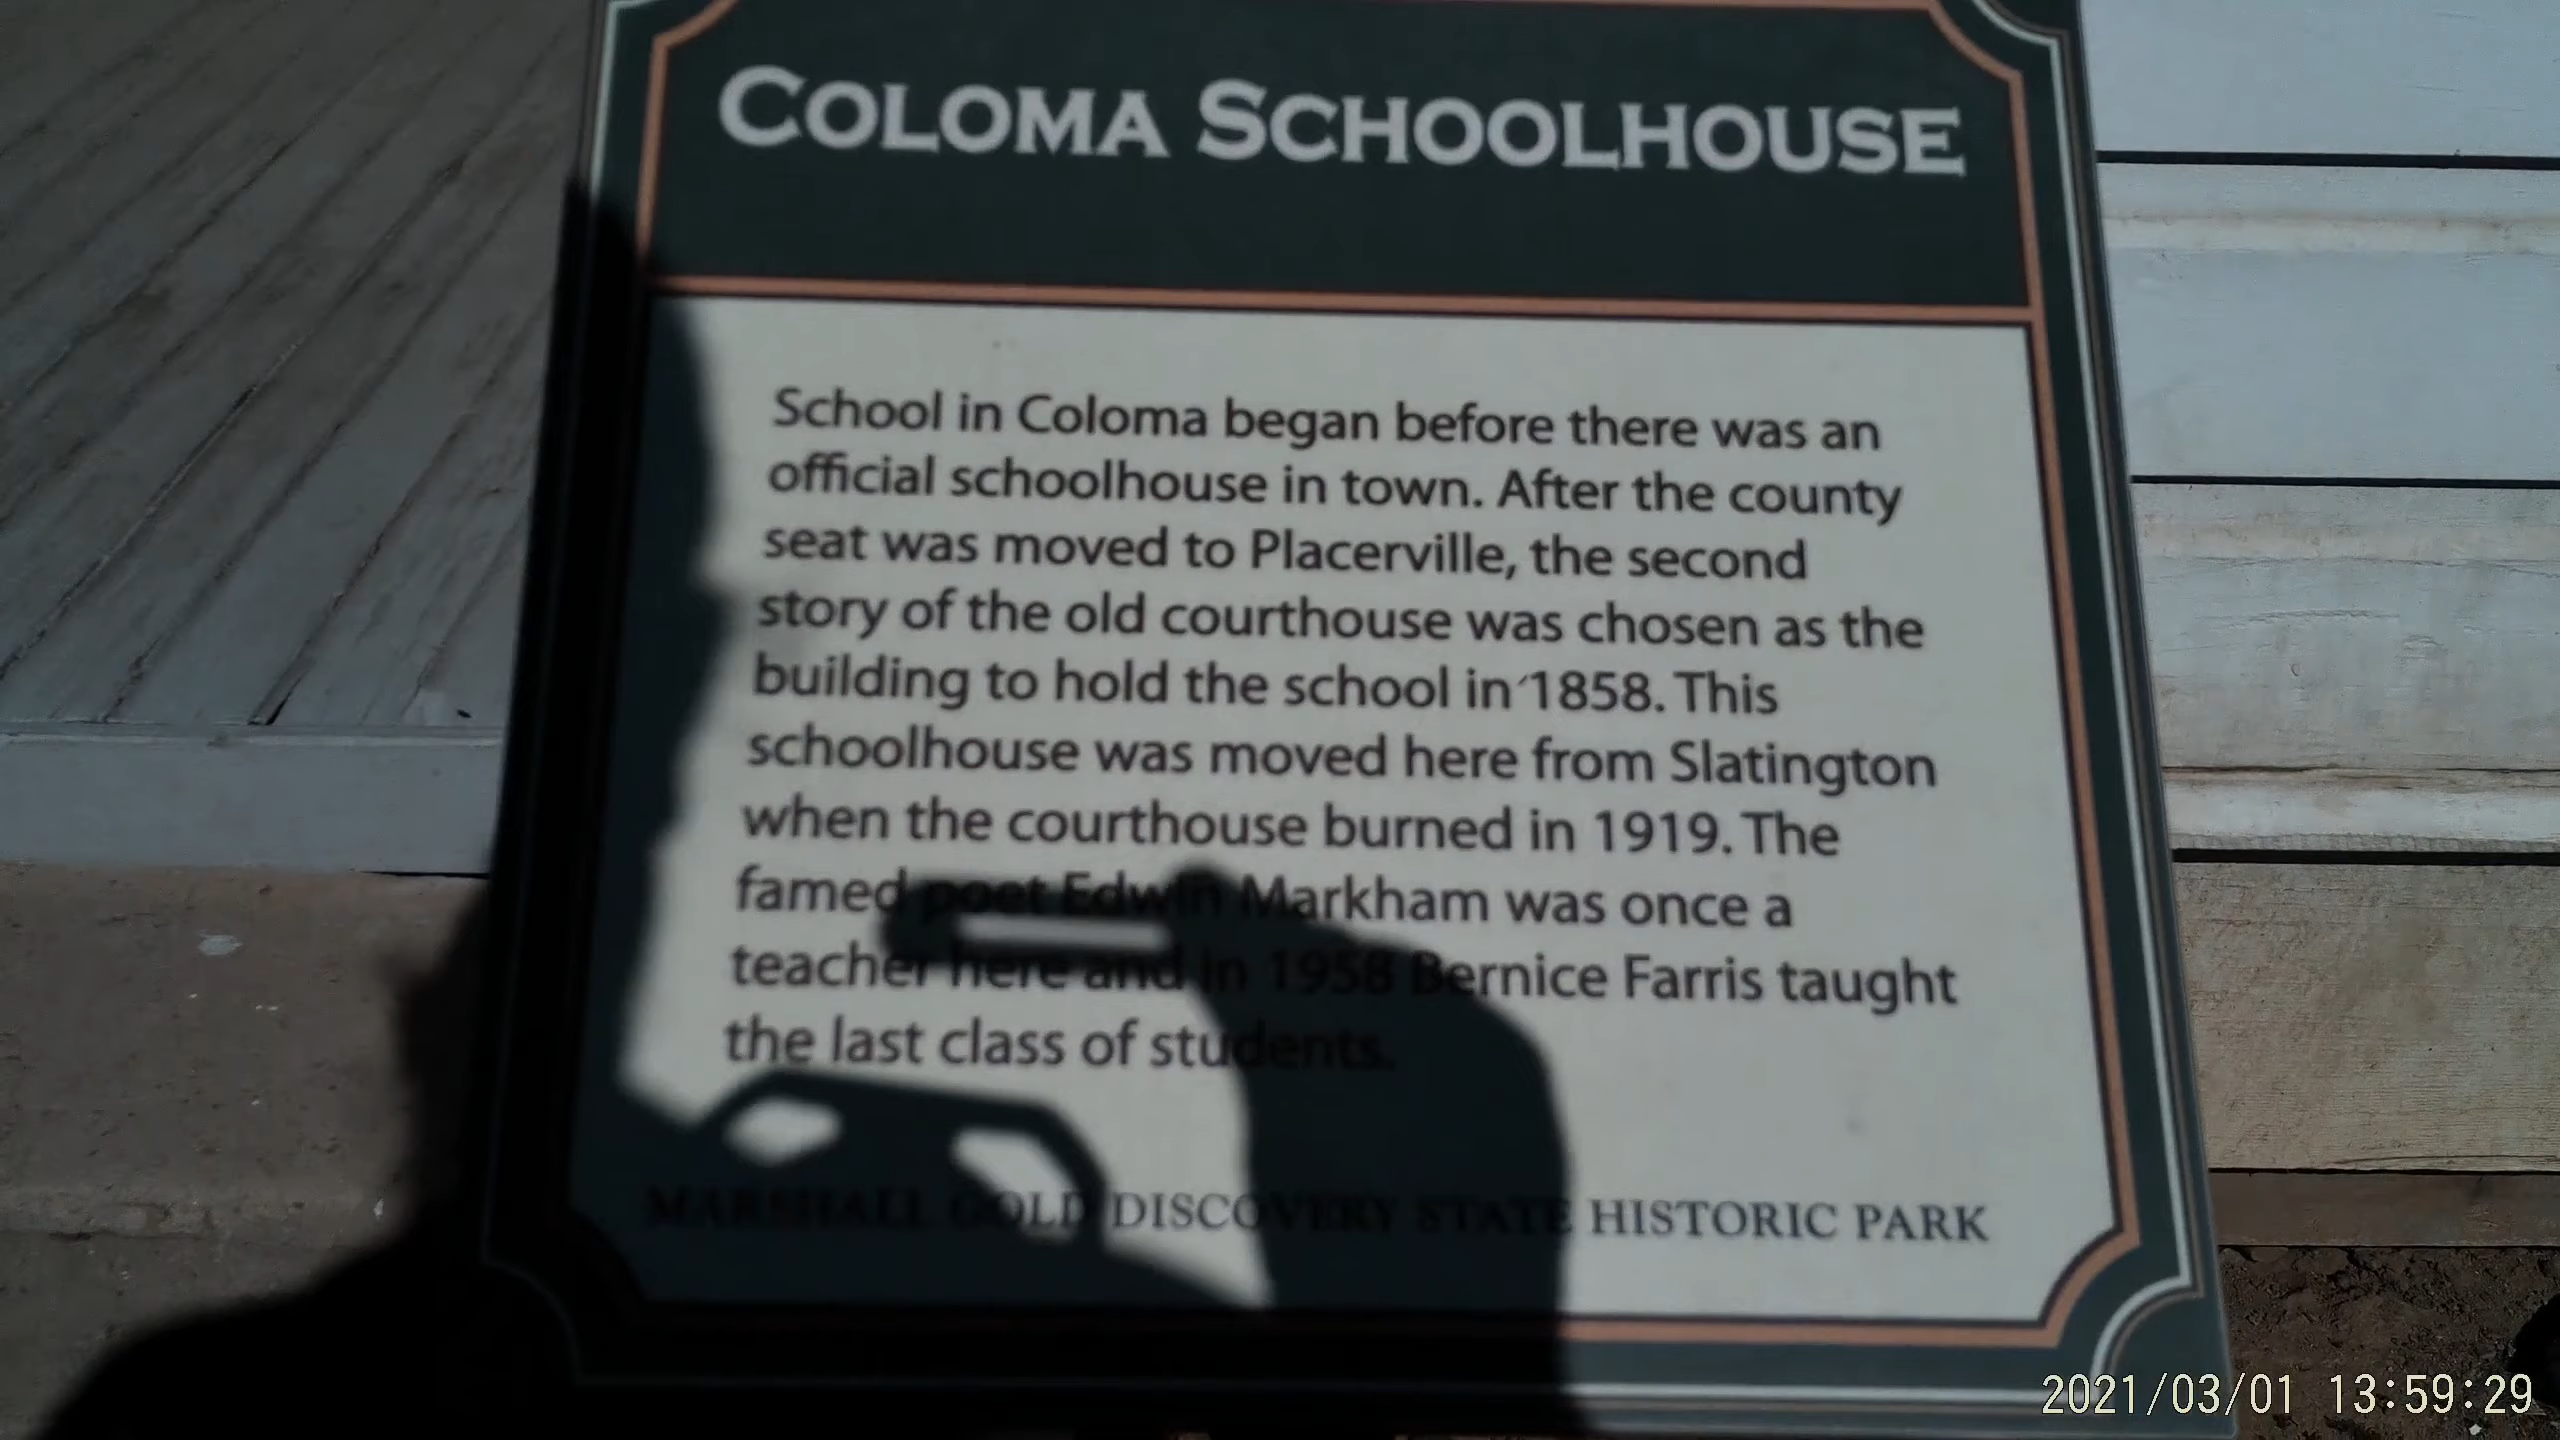 COLOMA SCHOOLHOUSE
School in Coloma began before there was an
official schoolhouse in town. After the county
seat was moved to Placerville, the second
story of the old courthouse was chosen as the
building to hold the school in 1858. This
schoolhouse was moved here from Slatington
when the courthouse burned in 1919. The
famed poet Edwin Markham was once a
teacher here and in 1958 Bernice Farris taught
the last class of students.
MARSHALL GOLD DISCOVERY STATE HISTORIC PARK
2021/03/01 13:59:29